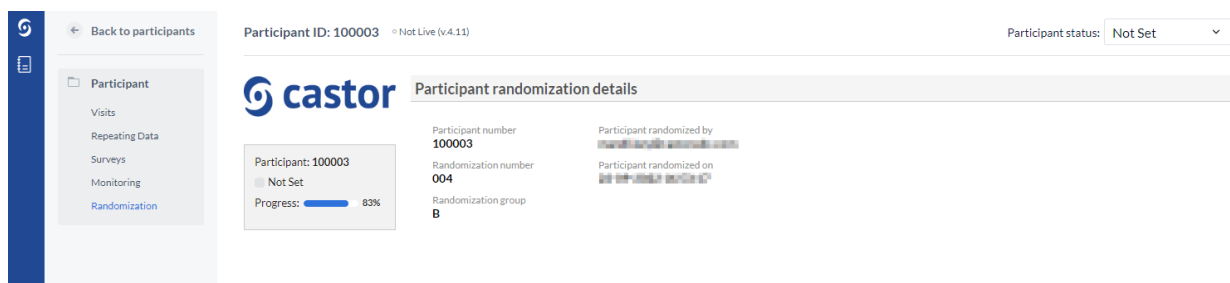 Back to participants
Participant ID: 100003 Not Live (v.4.11)
Participant status: Not Set
Participant
Visits
Repeating Data
Surveys
Monitoring
Randomization
castor
Participant: 100003
Not Set
Progress: 83%
Participant randomization details
Participant number
100003
Participant randomized by
Randomization number
004
Participant randomized on
Randomization group
B